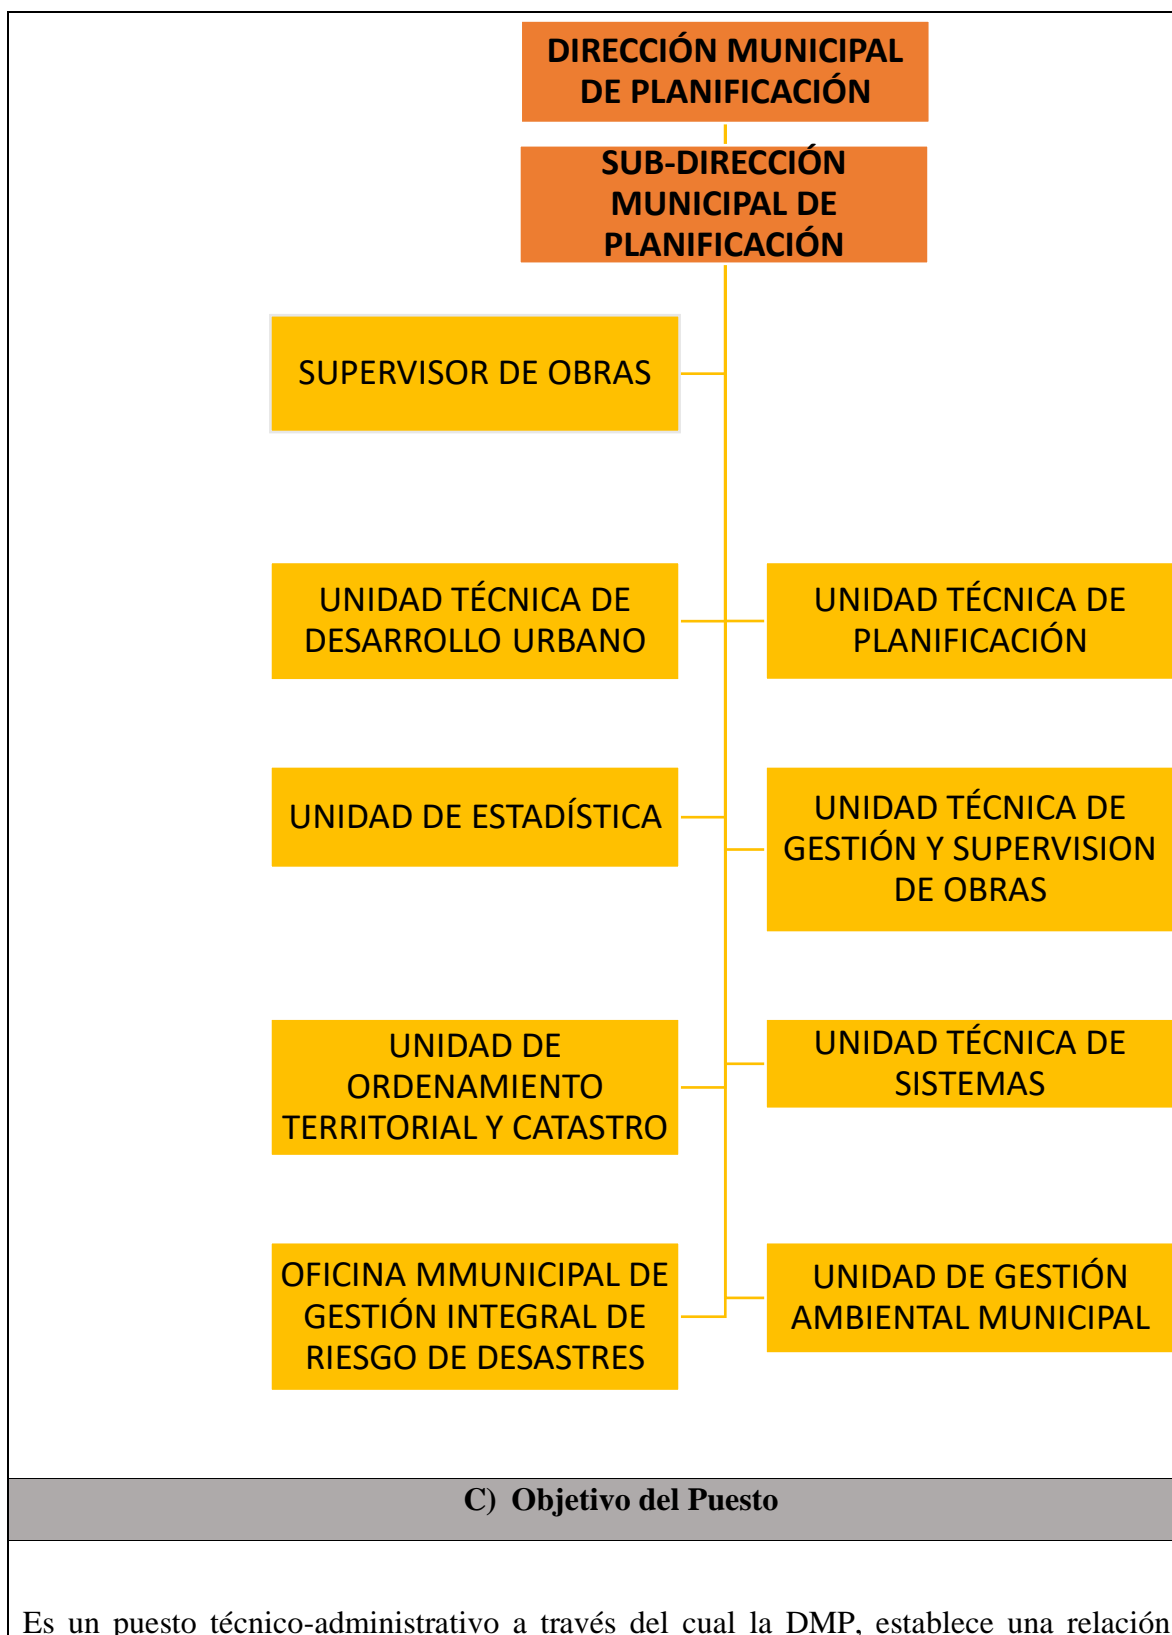 DIRECCIÓN MUNICIPAL
DE PLANIFICACIÓN
SUB-DIRECCIÓN
MUNICIPAL DE
PLANIFICACIÓN
SUPERVISOR DE OBRAS
UNIDAD TÉCNICA DE
DESARROLLO URBANO
UNIDAD TÉCNICA DE
PLANIFICACIÓN
UNIDAD DE ESTADÍSTICA
UNIDAD TÉCNICA DE
GESTIÓN Y SUPERVISION
DE OBRAS
UNIDAD DE
ORDENAMIENTO
TERRITORIAL Y CATASTRO
UNIDAD TÉCNICA DE
SISTEMAS
OFICINA MMUNICIPAL DE
GESTIÓN INTEGRAL DE
RIESGO DE DESASTRES
UNIDAD DE GESTIÓN
AMBIENTAL MUNICIPAL
C) Objetivo del Puesto
Es un puesto técnico-administrativo a través del cual la DMP, establece una relación